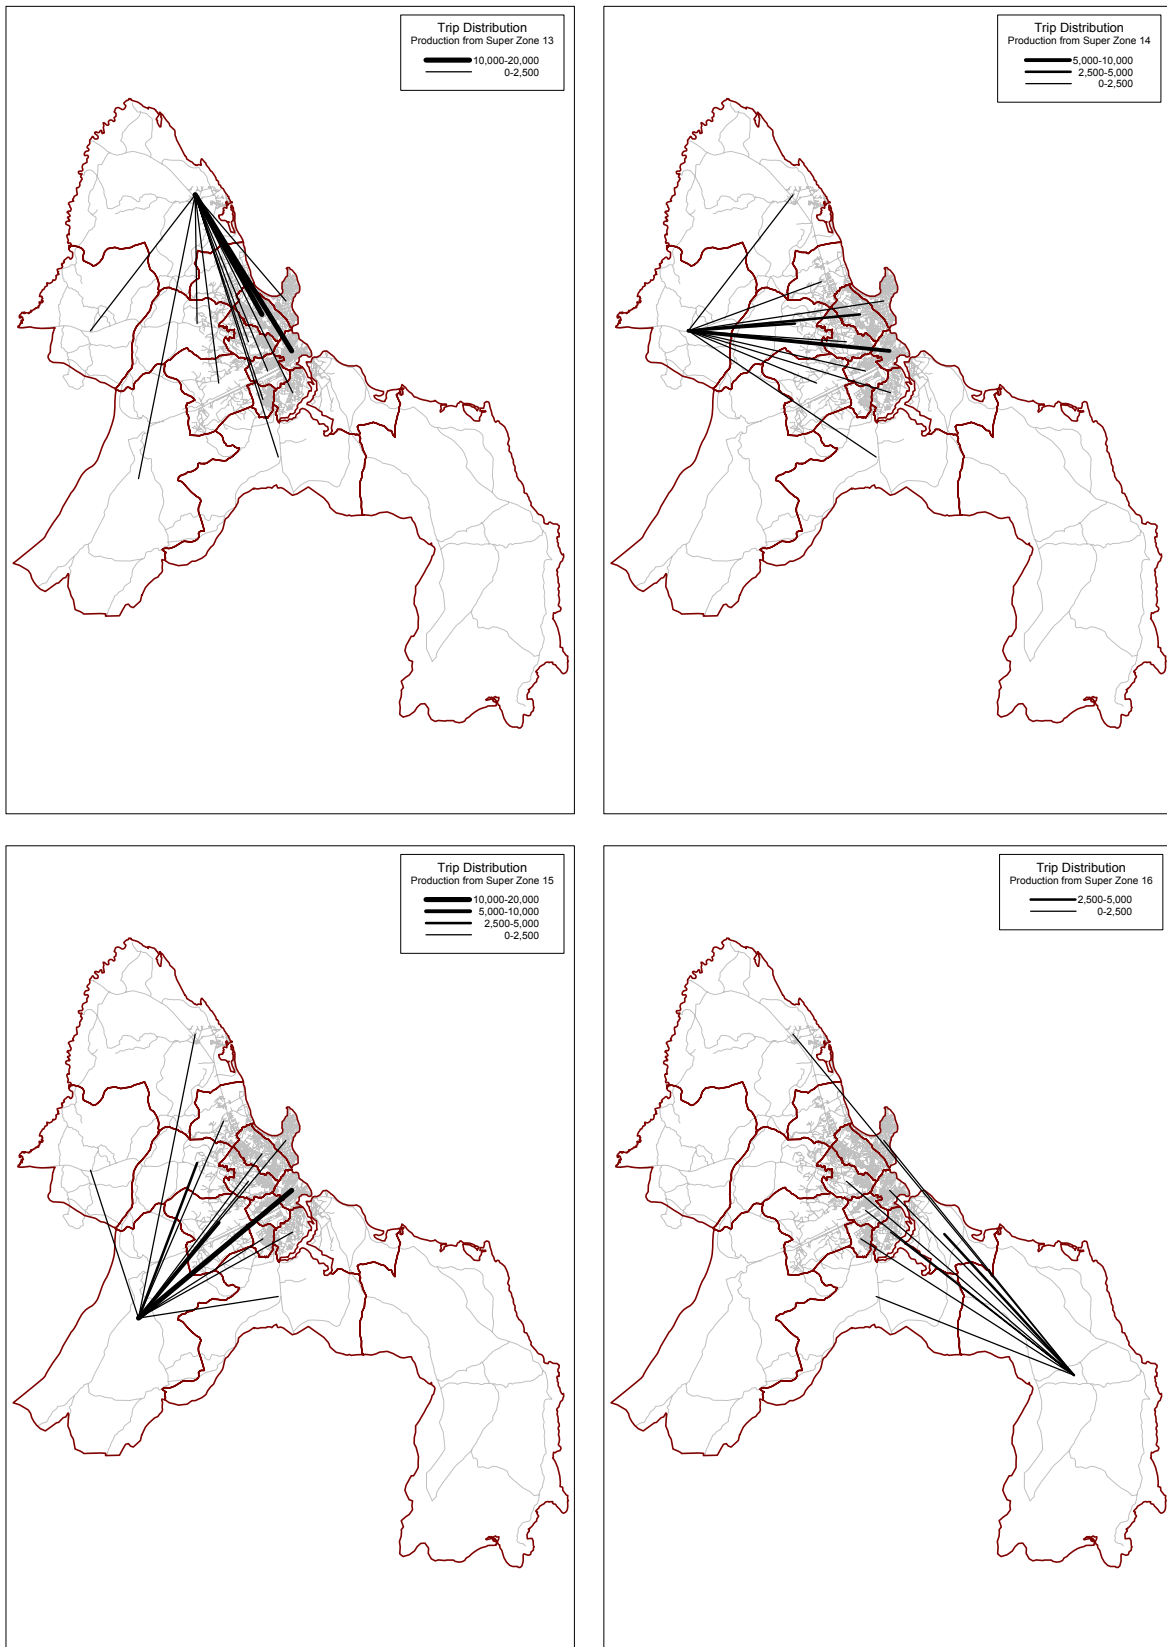 Trip Distribution
Production from Super Zone 13
10,000-20,000
0-2,500
Trip Distribution
Production from Super Zone 14
5,000-10,000
2,500-5,000
0-2,500
Trip Distribution
Production from Super Zone 15
10,000-20,000
5,000-10,000
2,500-5,000
0-2,500
Trip Distribution
Production from Super Zone 16
2,500-5,000
0-2,500